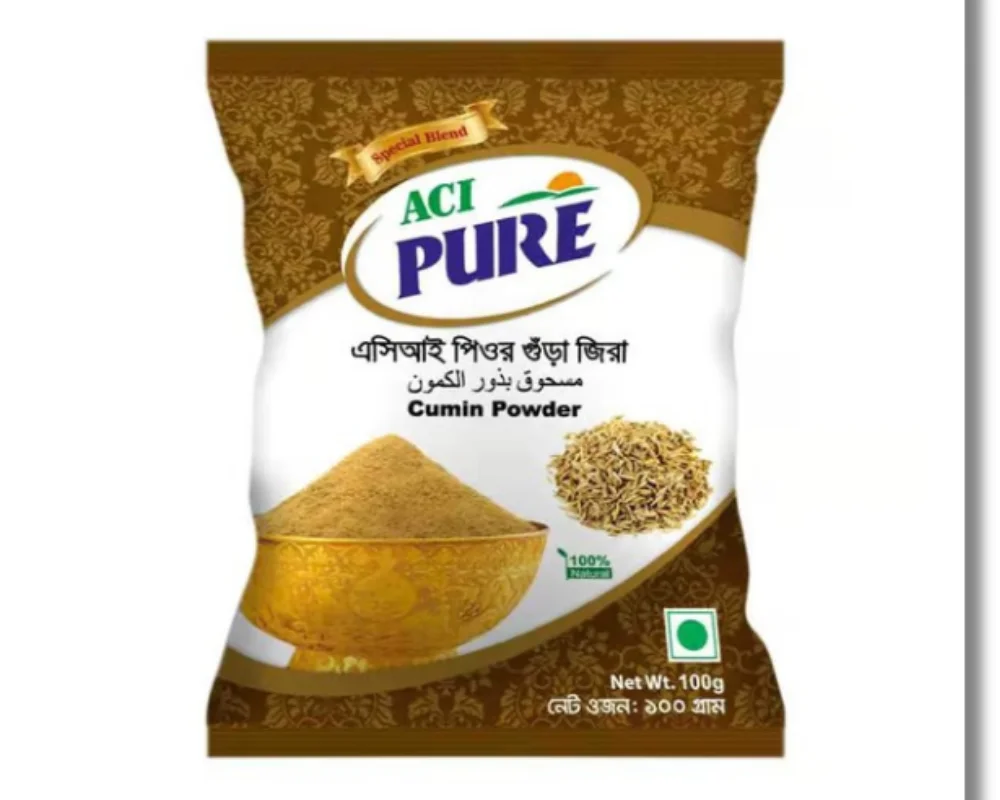 Special Blend
ACI
PURE
এসিআই পিওর গুঁড়া জিরা
مسحوق بذور الكمون
Cumin Powder
100%
Natural
Net Wt. 100g
নেট ওজন: ১০০ গ্রাম